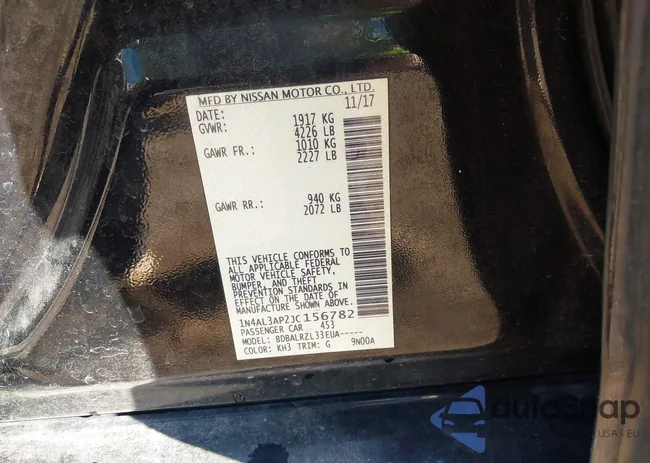 MFD BY NISSAN MOTOR CO., LTD.
DATE: 11/17
GVWR: 1917 KG
4226 LB
GAWR FR.: 1010 KG
2227 LB
GAWR RR.: 940 KG
2072 LB
THIS VEHICLE CONFORMS TO
ALL APPLICABLE FEDERAL
MOTOR VEHICLE SAFETY,
BUMPER, AND THEFT
PREVENTION STANDARDS IN
EFFECT ON THE DATE OF
MANUFACTURE SHOWN ABOVE.
1N4AL3AP2JC156782
PASSENGER CAR 453
MODEL: BDBALRZL33EUA-----
COLOR: KH3 TRIM: G 9N00A
autoSnap
USA | EU